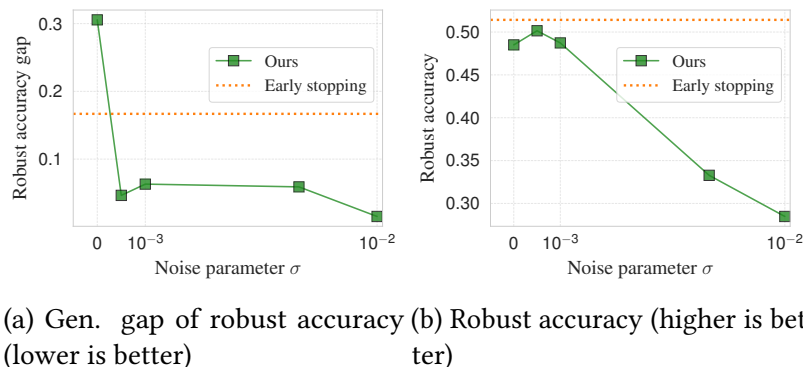 0.3
0.2
0.1
Robust accuracy gap
Ours
Early stopping
0
10⁻³
10⁻²
Noise parameter σ
0.50
0.45
0.40
0.35
0.30
Robust accuracy
Ours
Early stopping
0
10⁻³
10⁻²
Noise parameter σ
(a) Gen. gap of robust accuracy
(lower is better)
(b) Robust accuracy (higher is bet
ter)